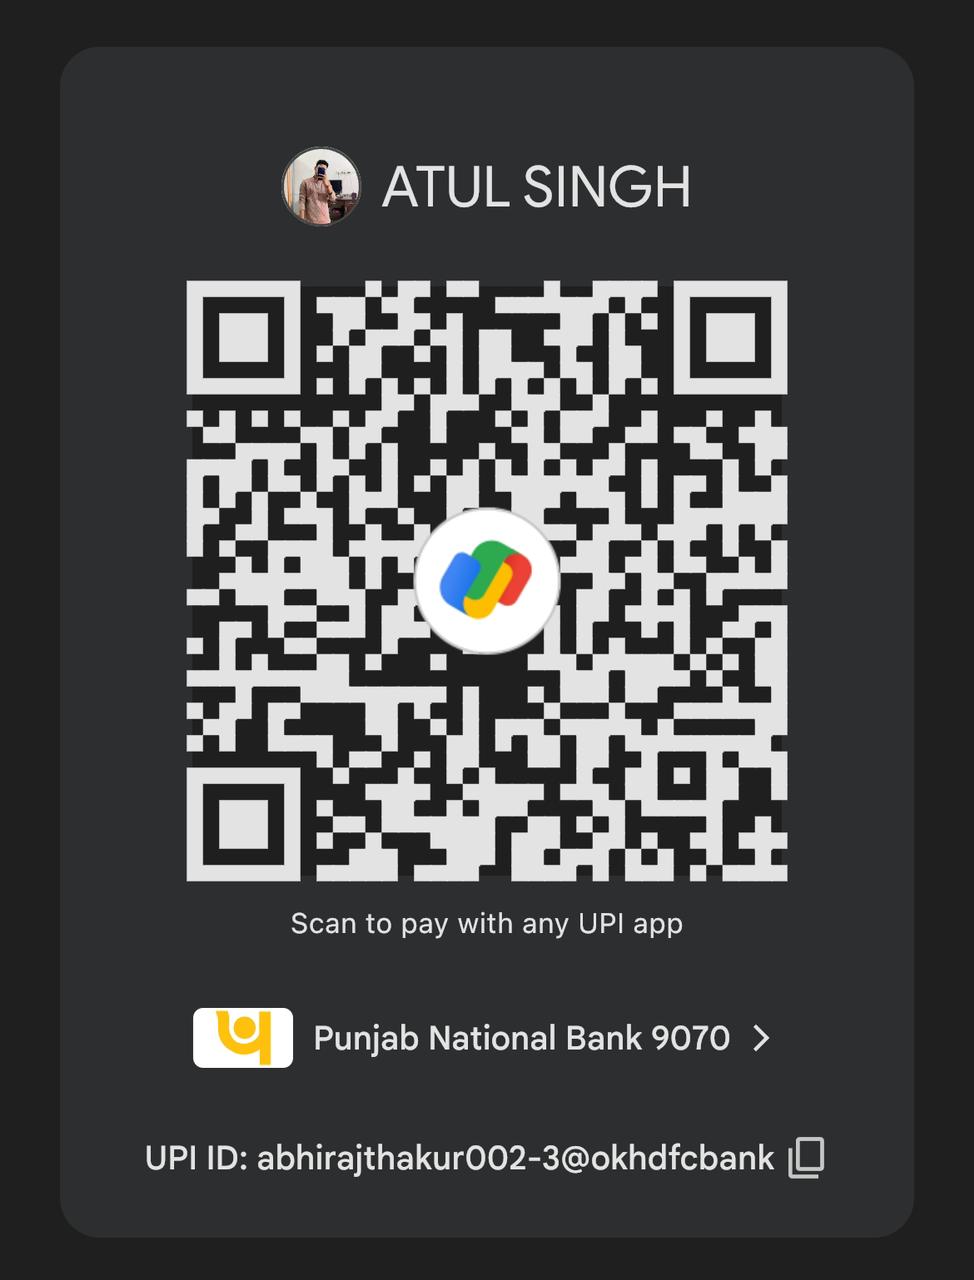 ATUL SINGH
Scan to pay with any UPI app
Punjab National Bank 9070
UPI ID: abhirajthakur002-3@okhdfcbank